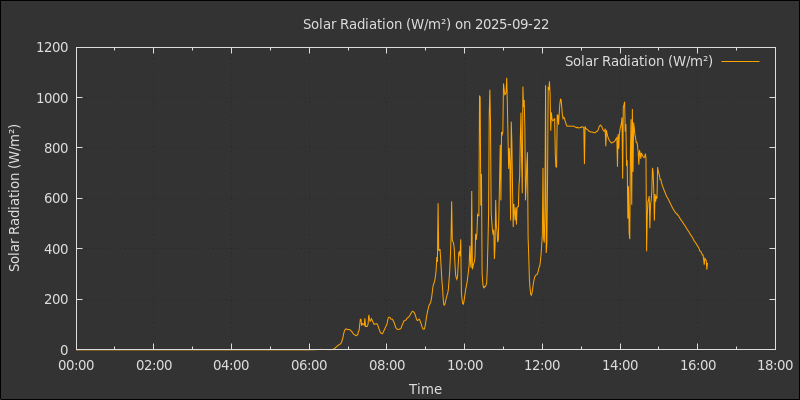 Solar Radiation (W/m²) on 2025-09-22
Solar Radiation (W/m²)
Solar Radiation (W/m²)
1200
1000
800
600
400
200
0
00:00 02:00 04:00 06:00 08:00 10:00 12:00 14:00 16:00 18:00
Time